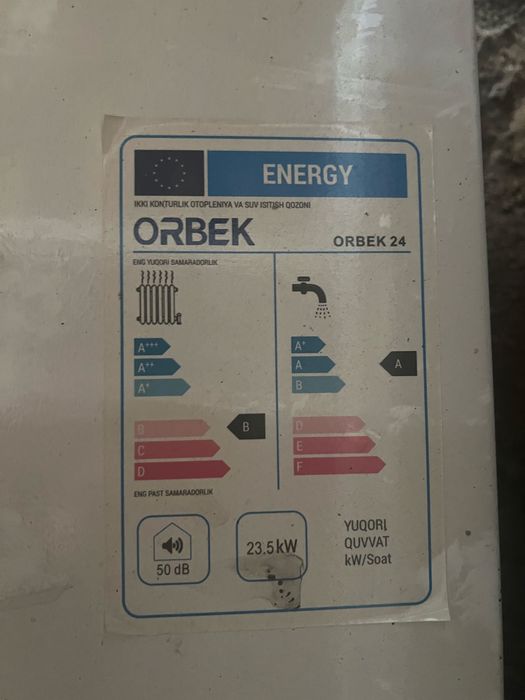 ENERGY
IKKI KONTURLIK OTOPLENIYA VA SUV ISITISH QOZONI
ORBEK
ORBEK 24
ENG YUQORI SAMARADORLIK
A+++
A++
A+
B
C
D
B
A+
A
B
D
E
F
A
ENG PAST SAMARADORLIK
50 dB
23.5 kW
YUQORI
QUVVAT
kW/Soat